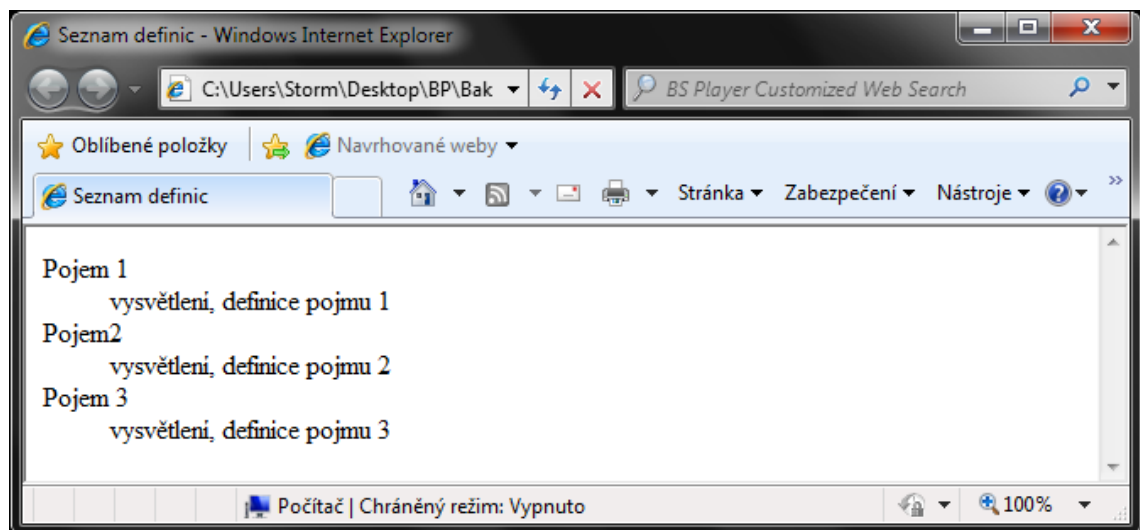 Seznam definic - Windows Internet Explorer
C:\Users\Storm\Desktop\BP\Bak BS Player Customized Web Search
Oblíbené položky Navrhované weby
Seznam definic Stránka Zabezpečení Nástroje
Pojem 1
vysvětlení, definice pojmu 1
Pojem2
vysvětlení, definice pojmu 2
Pojem 3
vysvětlení, definice pojmu 3
Počítač | Chráněný režim: Vypnuto 100%